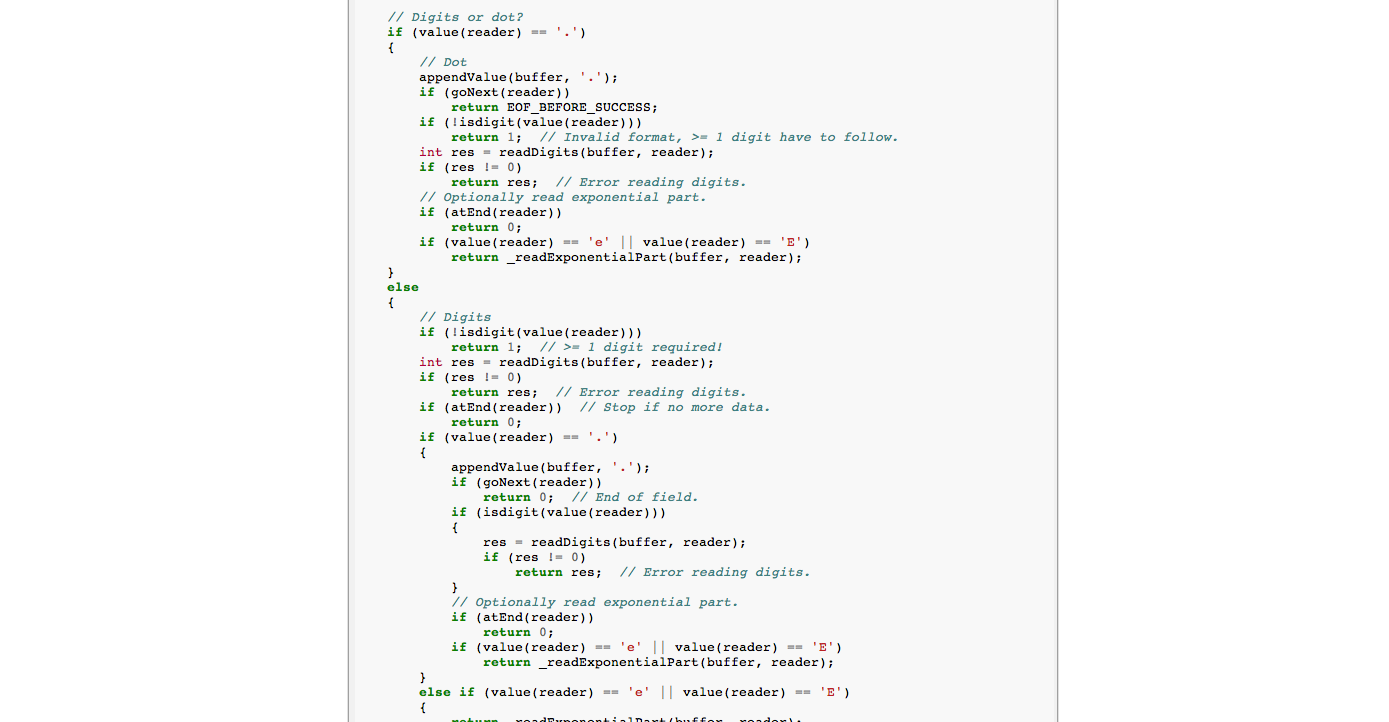 // Digits or dot?
if (value(reader) == '.')
{
// Dot
appendValue(buffer, '.');
if (goNext(reader))
return EOF_BEFORE_SUCCESS;
if (!isdigit(value(reader)))
return 1;  // Invalid format, >= 1 digit have to follow.
int res = readDigits(buffer, reader);
if (res != 0)
return res;  // Error reading digits.
// Optionally read exponential part.
if (atEnd(reader))
return 0;
if (value(reader) == 'e' || value(reader) == 'E')
return _readExponentialPart(buffer, reader);
}
else
{
// Digits
if (!isdigit(value(reader)))
return 1;  // >= 1 digit required!
int res = readDigits(buffer, reader);
if (res != 0)
return res;  // Error reading digits.
if (atEnd(reader))  // Stop if no more data.
return 0;
if (value(reader) == '.')
{
appendValue(buffer, '.');
if (goNext(reader))
return 0;  // End of field.
if (isdigit(value(reader)))
{
res = readDigits(buffer, reader);
if (res != 0)
return res;  // Error reading digits.
}
// Optionally read exponential part.
if (atEnd(reader))
return 0;
if (value(reader) == 'e' || value(reader) == 'E')
return _readExponentialPart(buffer, reader);
}
else if (value(reader) == 'e' || value(reader) == 'E')
{